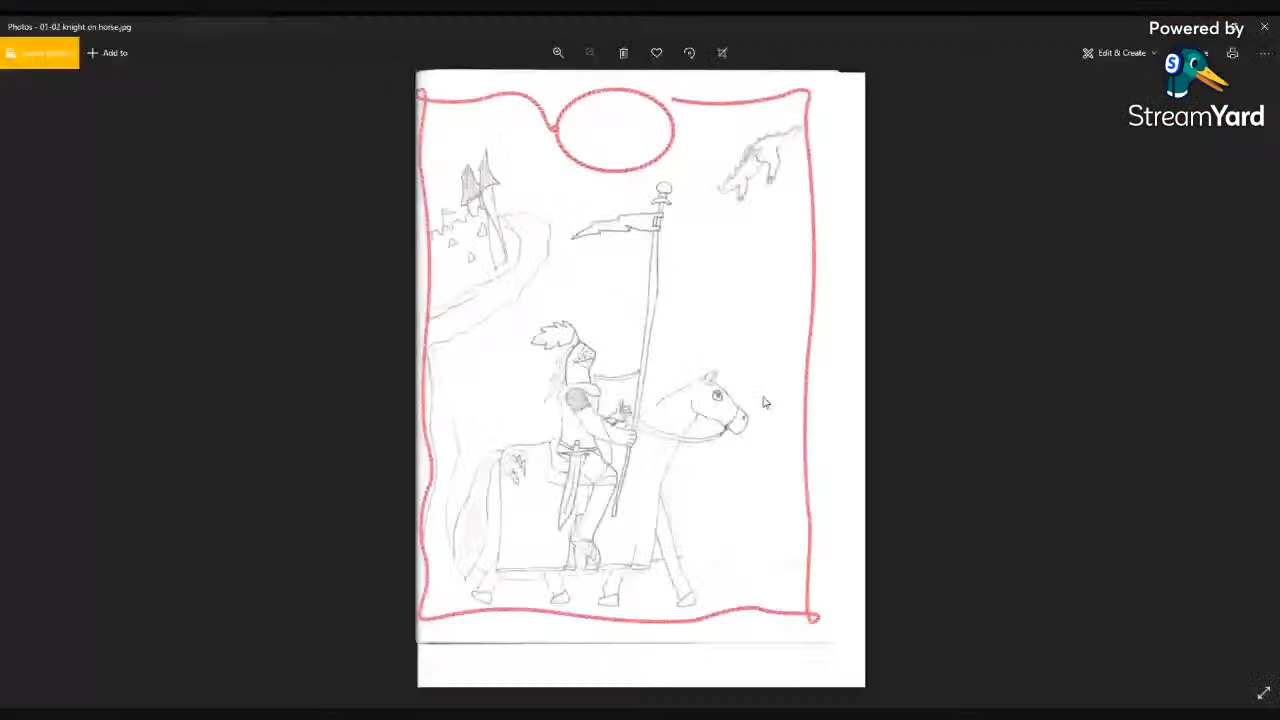 Photos - 01-02 knight on horse.jpg
Powered by
Add to
Edit & Create
S
StreamYard